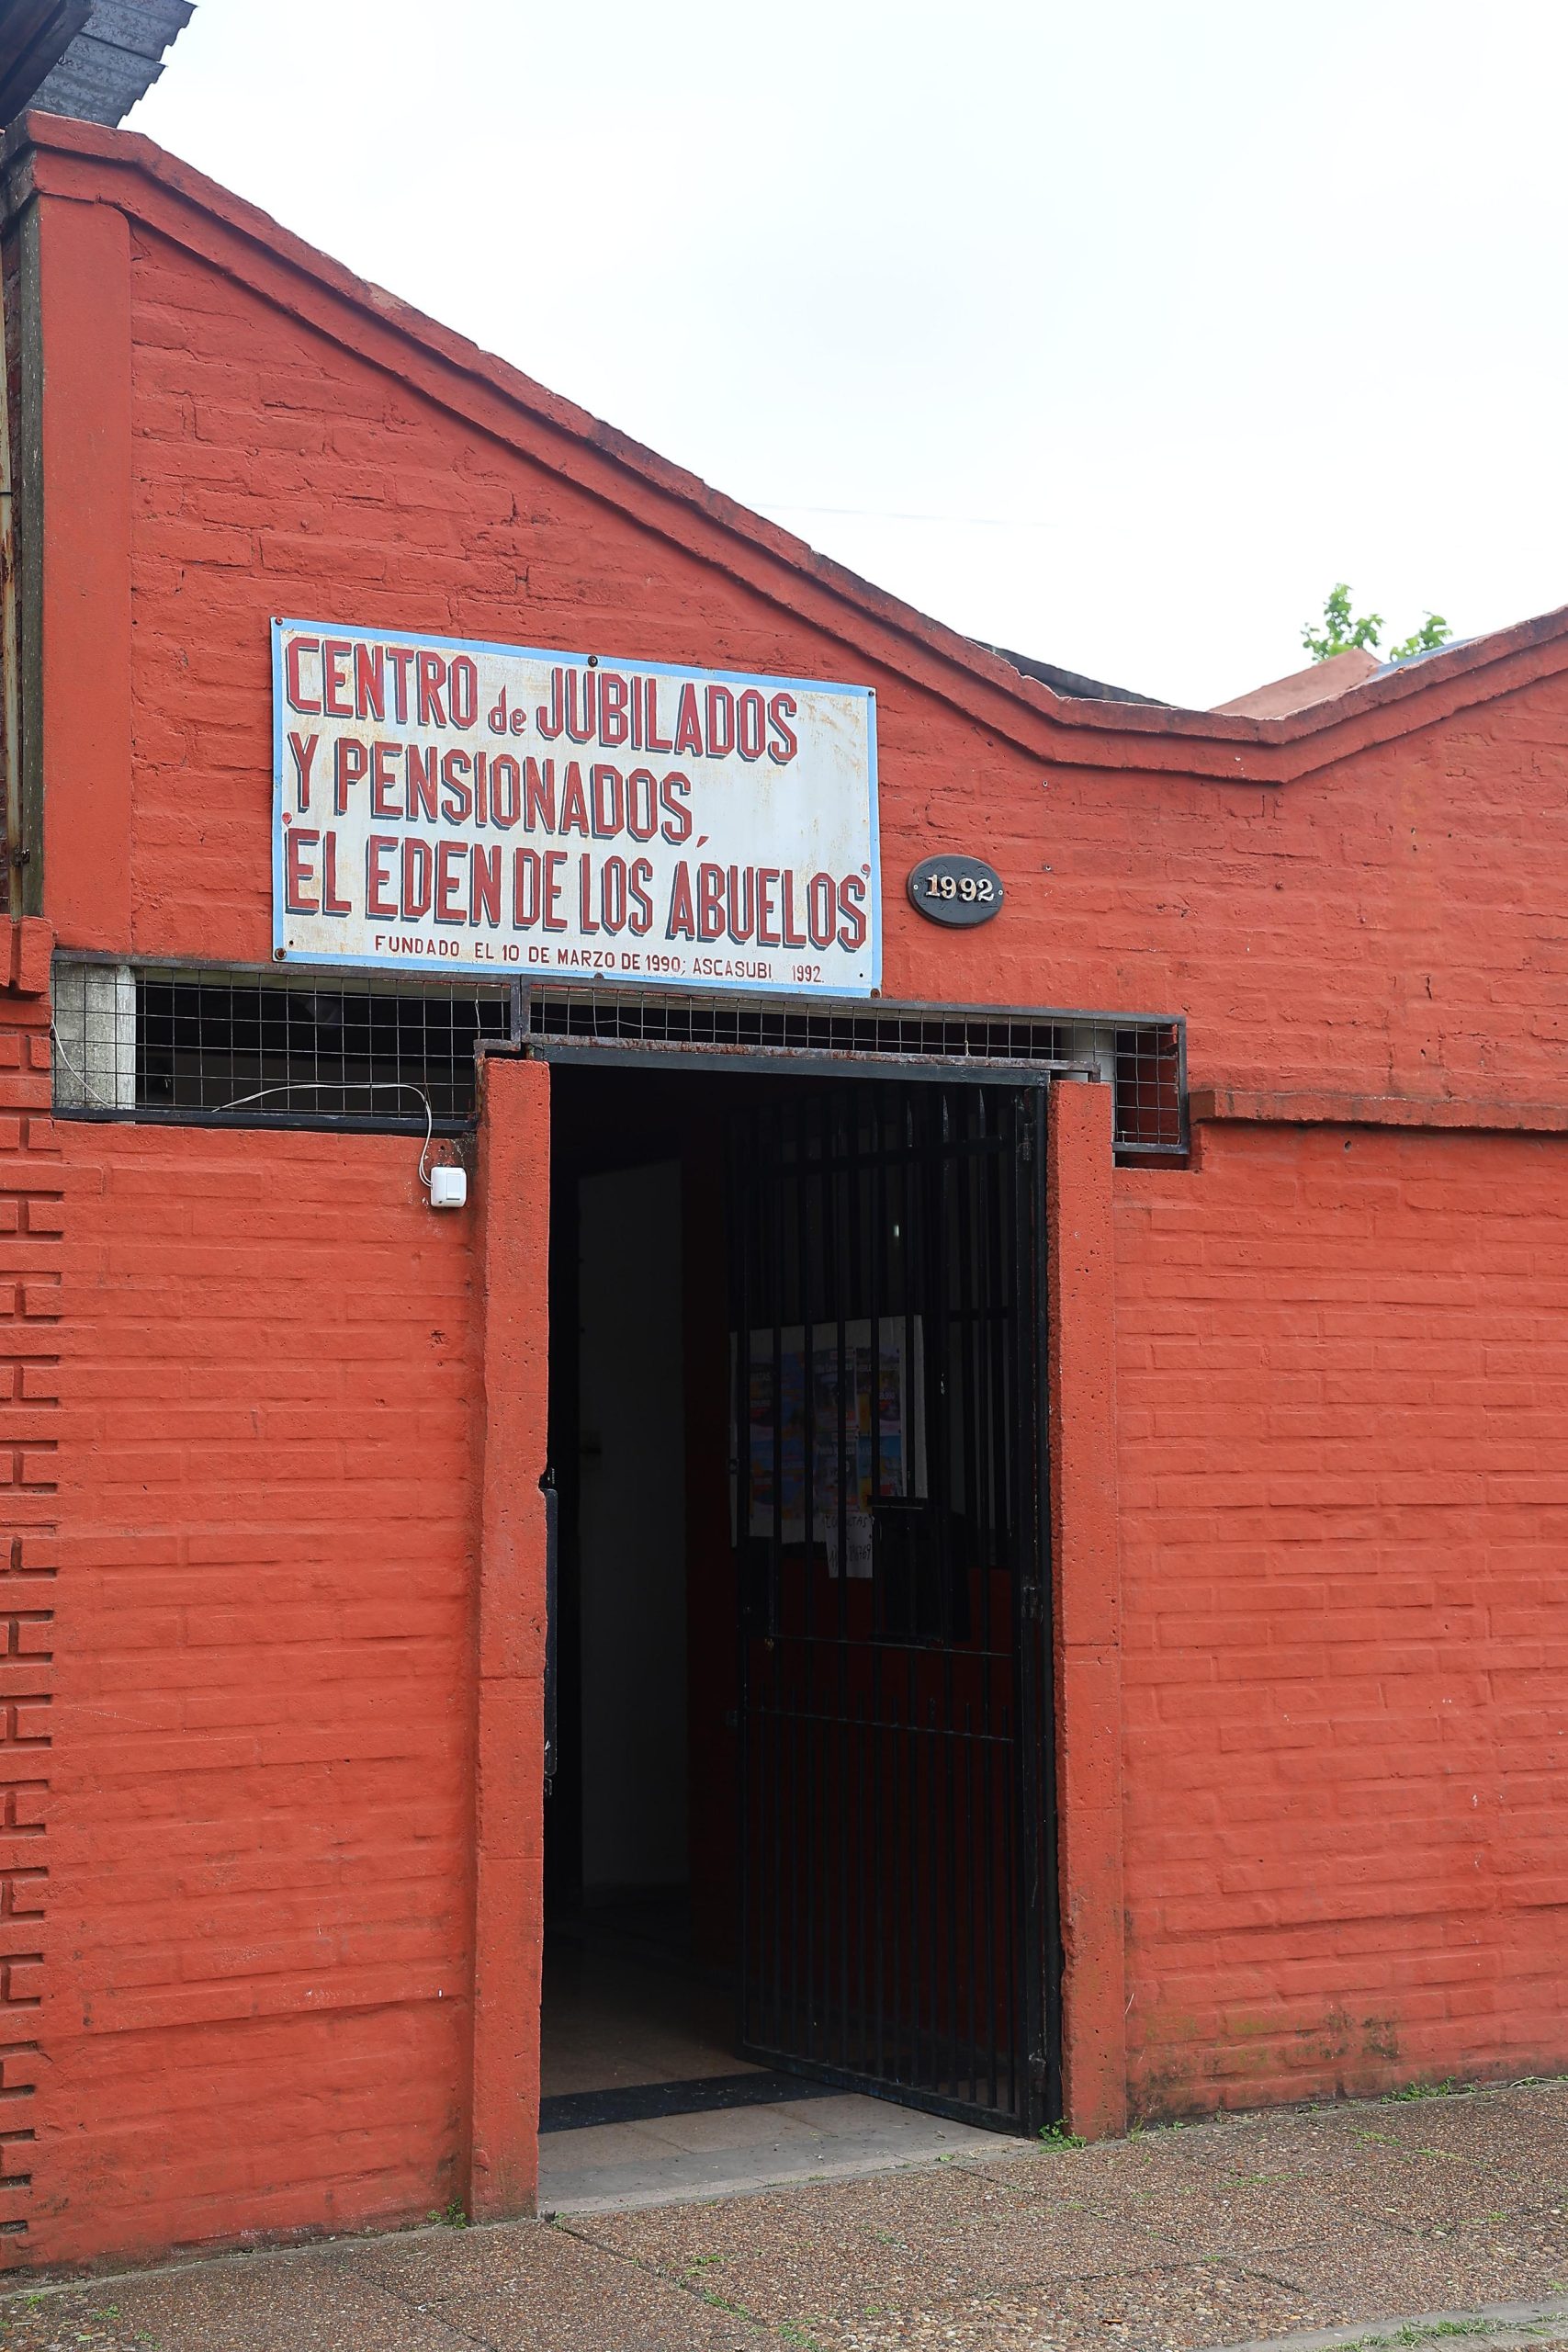 CENTRO de JUBILADOS
Y PENSIONADOS,
"EL EDEN DE LOS ABUELOS"
FUNDADO EL 10 DE MARZO DE 1990; ASCASUBI 1992.
1992